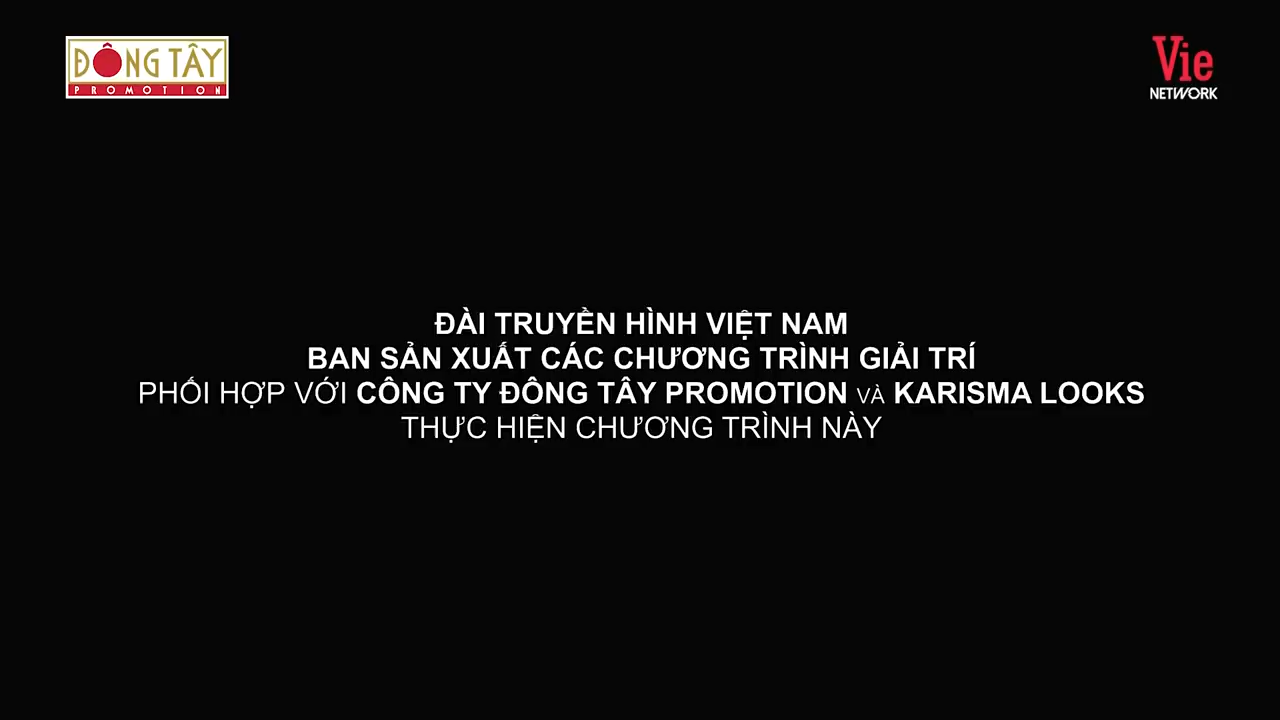 ĐÔNG TÂY
PROMOTION
Vie
NETWORK
ĐÀI TRUYỀN HÌNH VIỆT NAM
BAN SẢN XUẤT CÁC CHƯƠNG TRÌNH GIẢI TRÍ
PHỐI HỢP VỚI CÔNG TY ĐÔNG TÂY PROMOTION VÀ KARISMA LOOKS
THỰC HIỆN CHƯƠNG TRÌNH NÀY